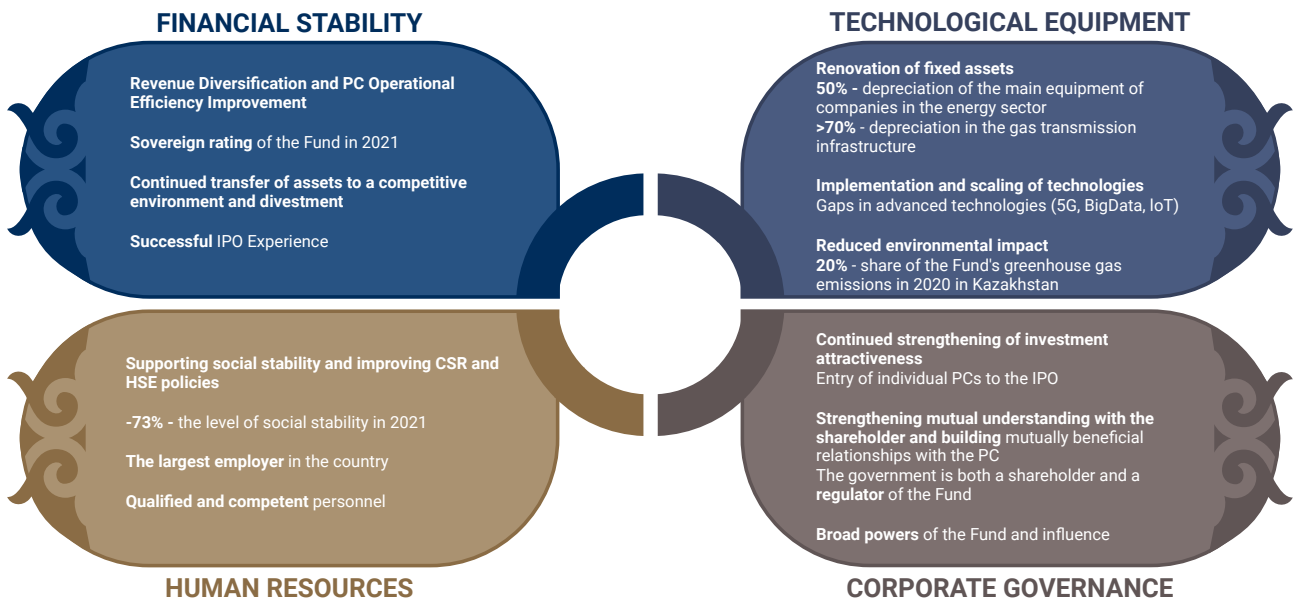 FINANCIAL STABILITY
Revenue Diversification and PC Operational
Efficiency Improvement
Sovereign rating of the Fund in 2021
Continued transfer of assets to a competitive
environment and divestment
Successful IPO Experience
TECHNOLOGICAL EQUIPMENT
Renovation of fixed assets
50% - depreciation of the main equipment of
companies in the energy sector
>70% - depreciation in the gas transmission
infrastructure
Implementation and scaling of technologies
Gaps in advanced technologies (5G, BigData, IoT)
Reduced environmental impact
20% - share of the Fund's greenhouse gas
emissions in 2020 in Kazakhstan
Supporting social stability and improving CSR and
HSE policies
-73% - the level of social stability in 2021
The largest employer in the country
Qualified and competent personnel
HUMAN RESOURCES
Continued strengthening of investment
attractiveness
Entry of individual PCs to the IPO
Strengthening mutual understanding with the
shareholder and building mutually beneficial
relationships with the PC
The government is both a shareholder and a
regulator of the Fund
Broad powers of the Fund and influence
CORPORATE GOVERNANCE